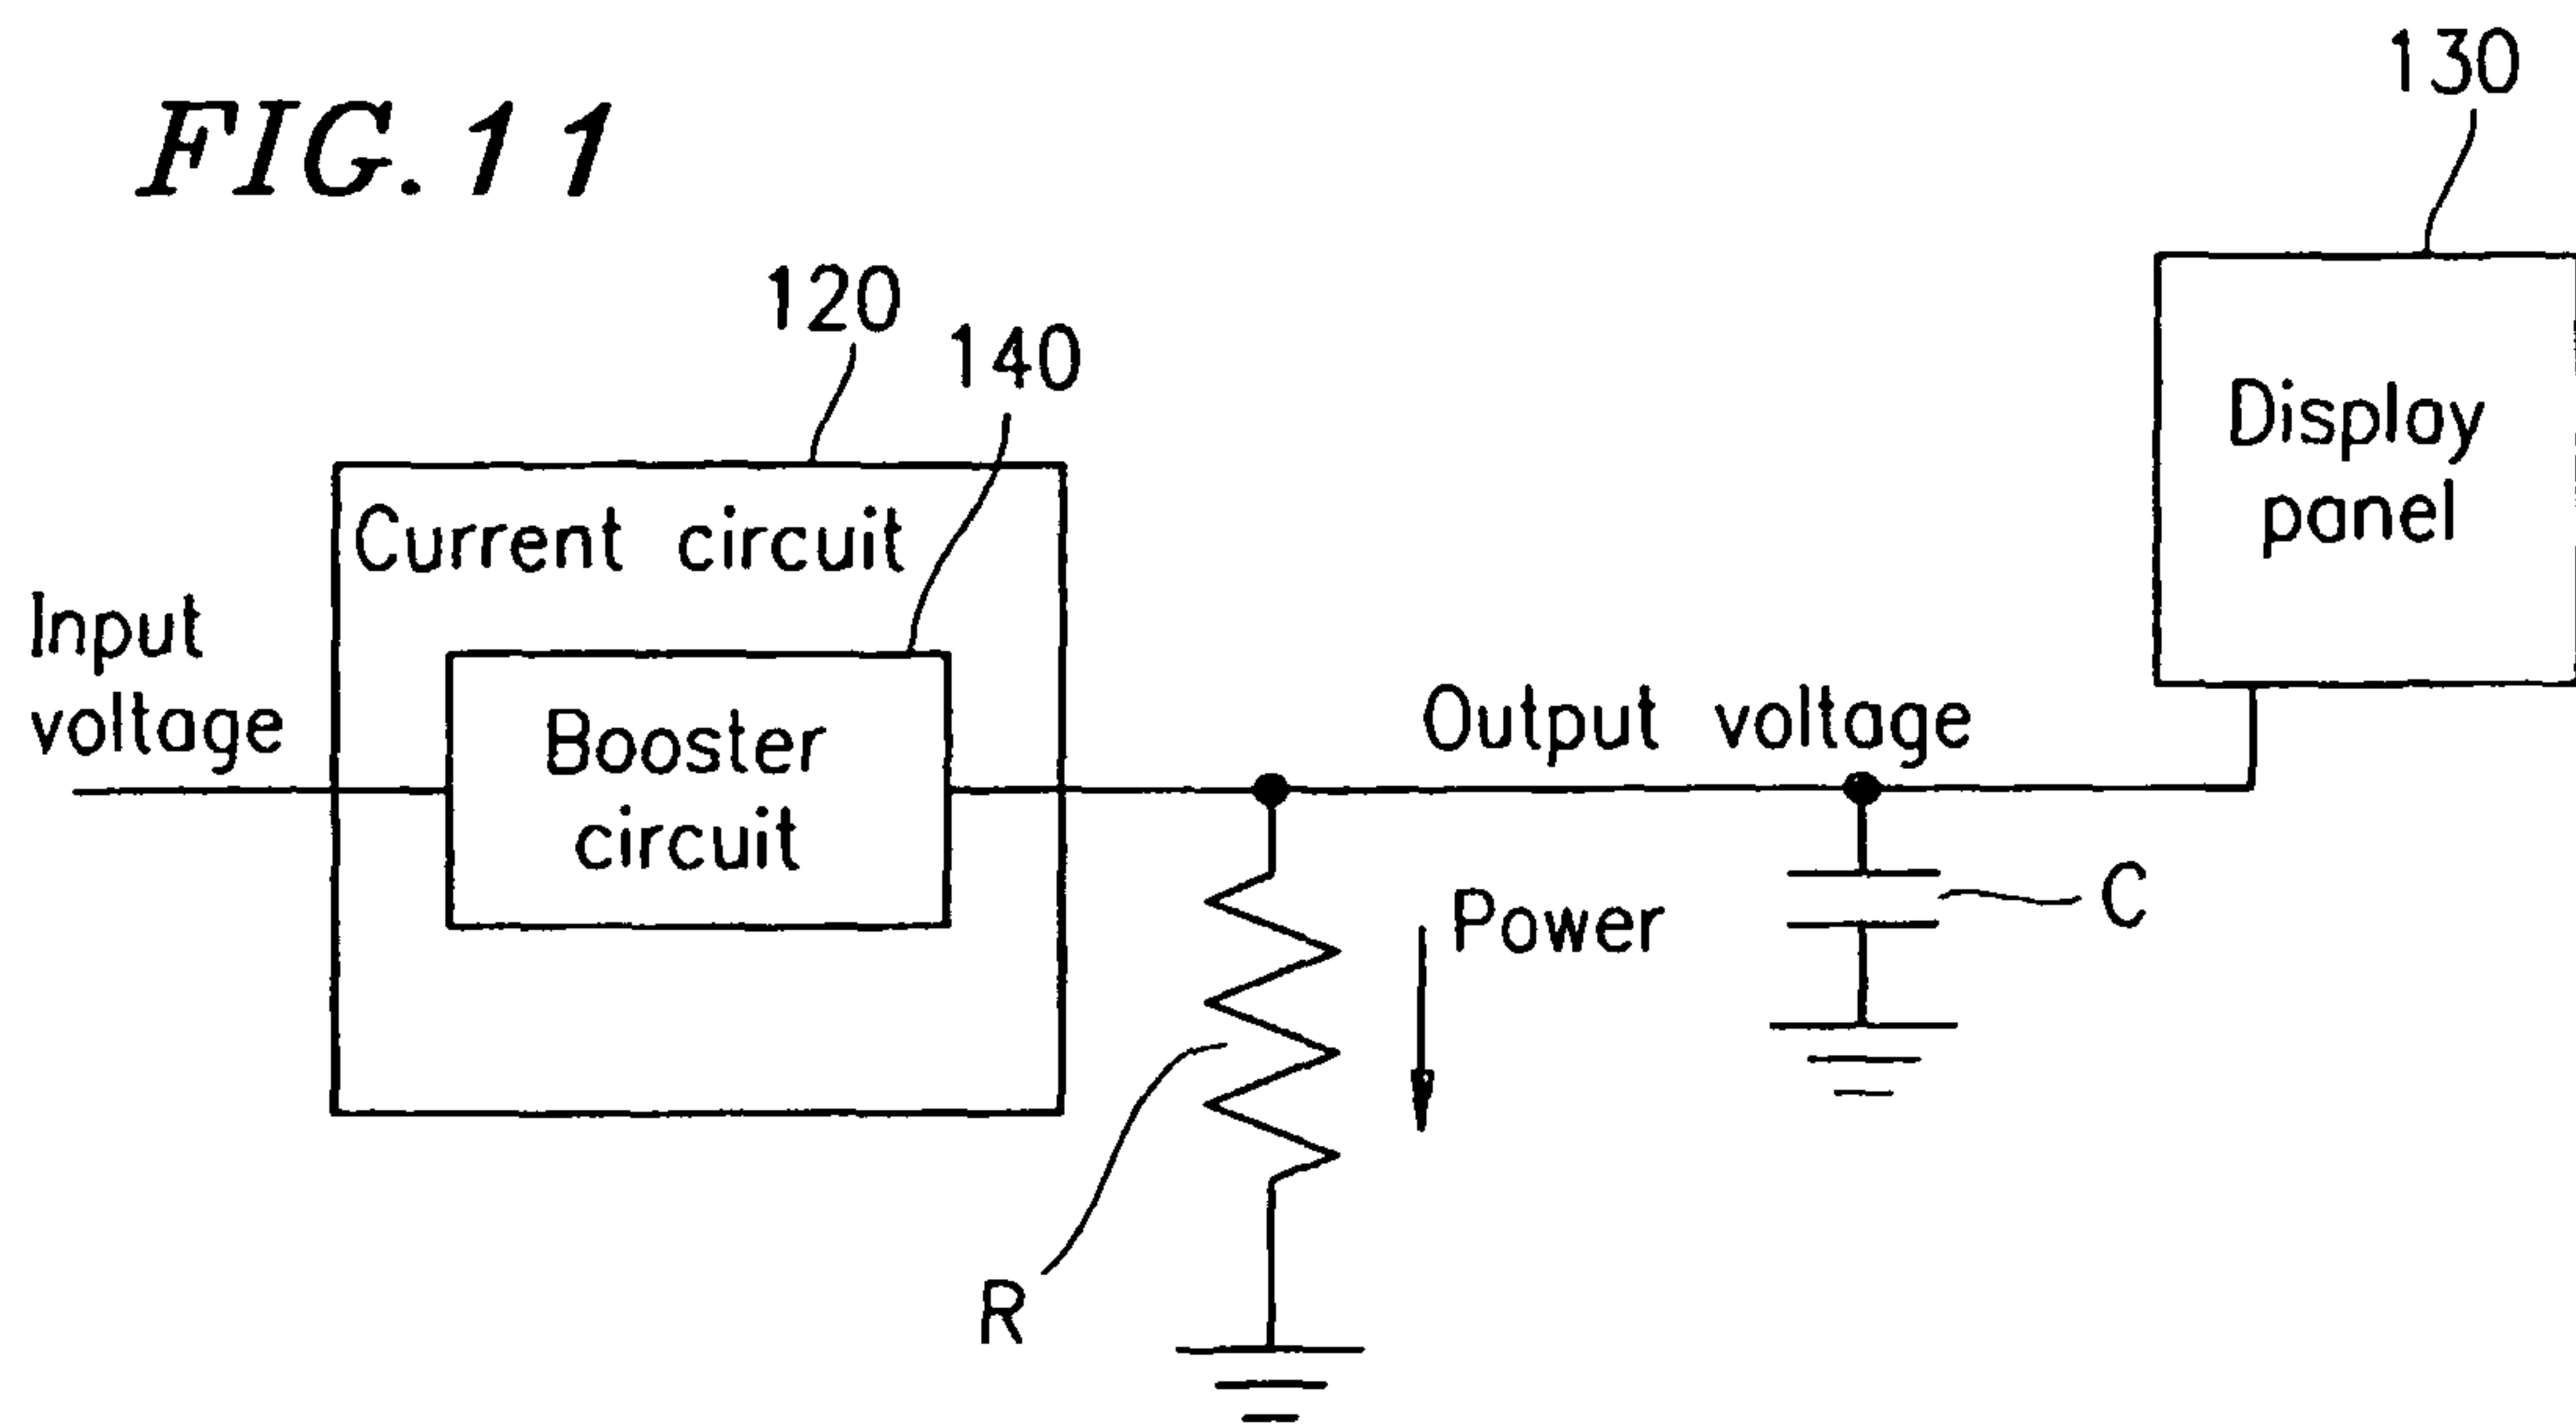 FIG.11
130
120
140
Display
panel
Current circuit
Input
voltage
Booster
circuit
Output voltage
Power
C
R